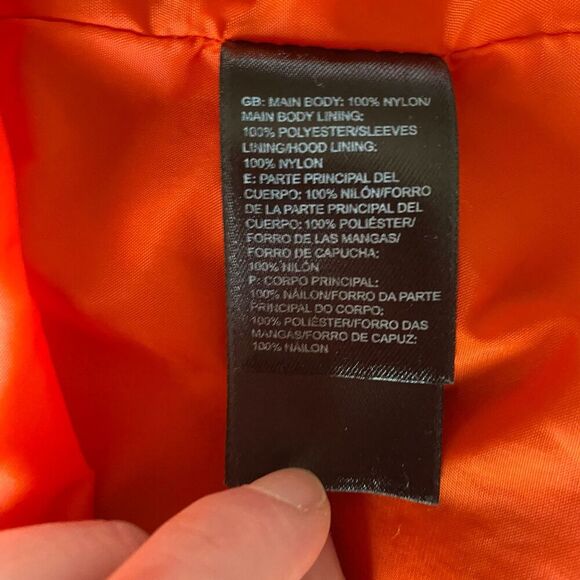 GB: MAIN BODY: 100% NYLON/
MAIN BODY LINING:
100% POLYESTER/SLEEVES
LINING/HOOD LINING:
100% NYLON
E: PARTE PRINCIPAL DEL
CUERPO: 100% NILÓN/FORRO
DE LA PARTE PRINCIPAL DEL
CUERPO: 100% POLIÉSTER/
FORRO DE LAS MANGAS/
FORRO DE CAPUCHA:
100% NILÓN
P: CORPO PRINCIPAL:
100% NÁILON/FORRO DA PARTE
PRINCIPAL DO CORPO:
100% POLIÉSTER/FORRO DAS
MANGAS/FORRO DE CAPUZ:
100% NÁILON